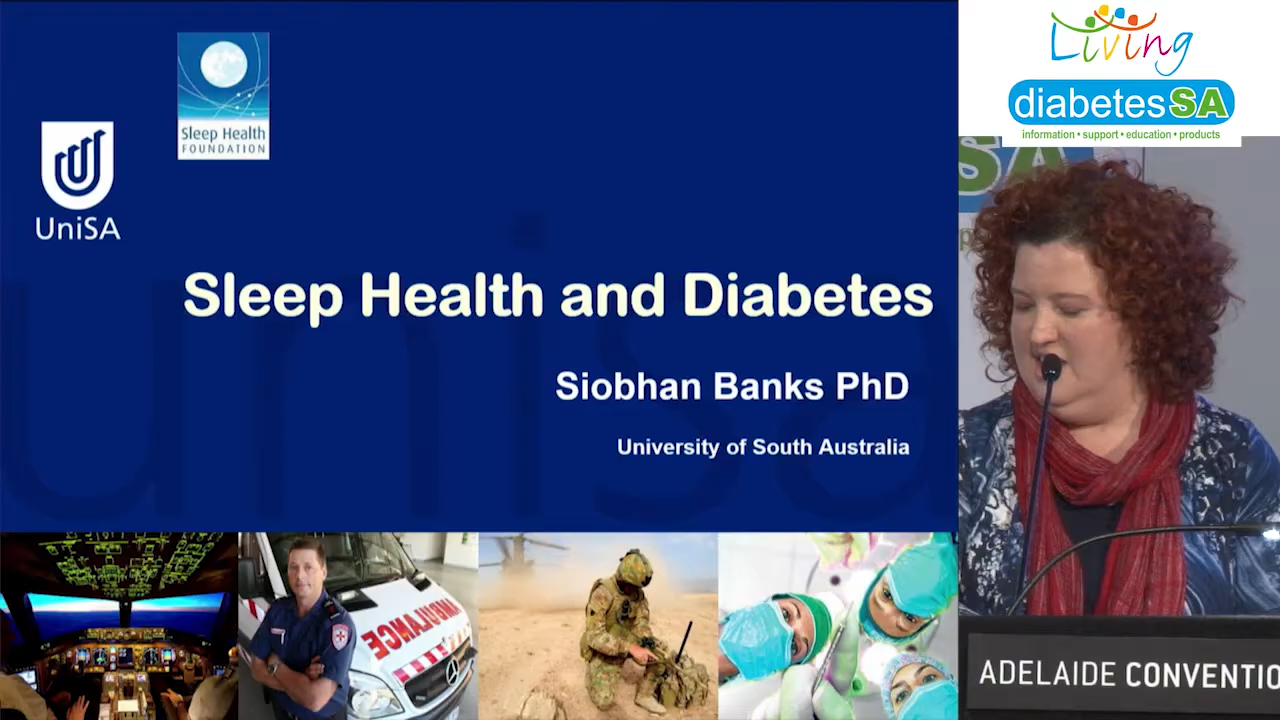 Sleep Health
FOUNDATION
UniSA
Sleep Health and Diabetes
Siobhan Banks PhD
University of South Australia
AMBULANCE
Living
diabetesSA
information • support • education • products
SA
ADELAIDE CONVENTIO